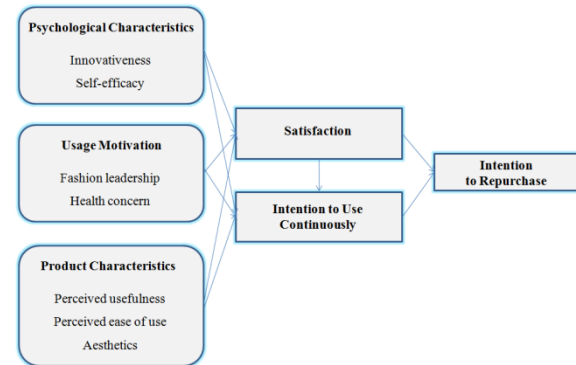 Psychological Characteristics
Innovativeness
Self-efficacy
Usage Motivation
Fashion leadership
Health concern
Product Characteristics
Perceived usefulness
Perceived ease of use
Aesthetics
Satisfaction
Intention to Use
Continuously
Intention
to Repurchase